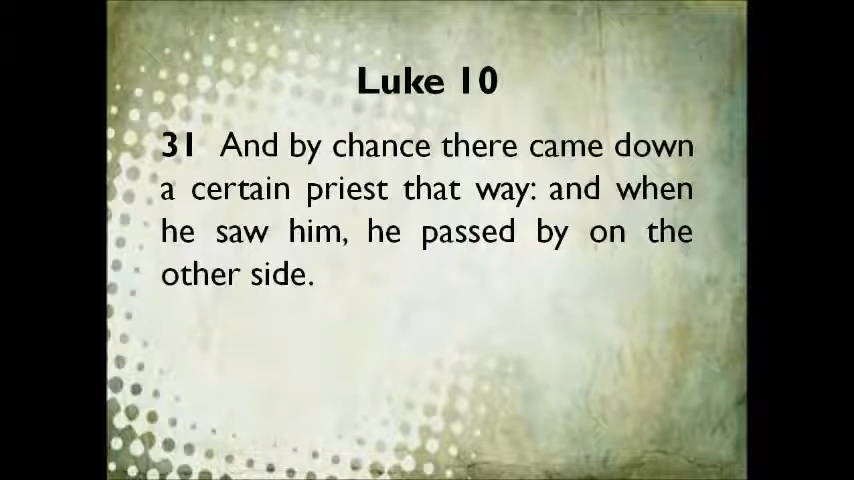 Luke 10
31 And by chance there came down
a certain priest that way: and when
he saw him, he passed by on the
other side.